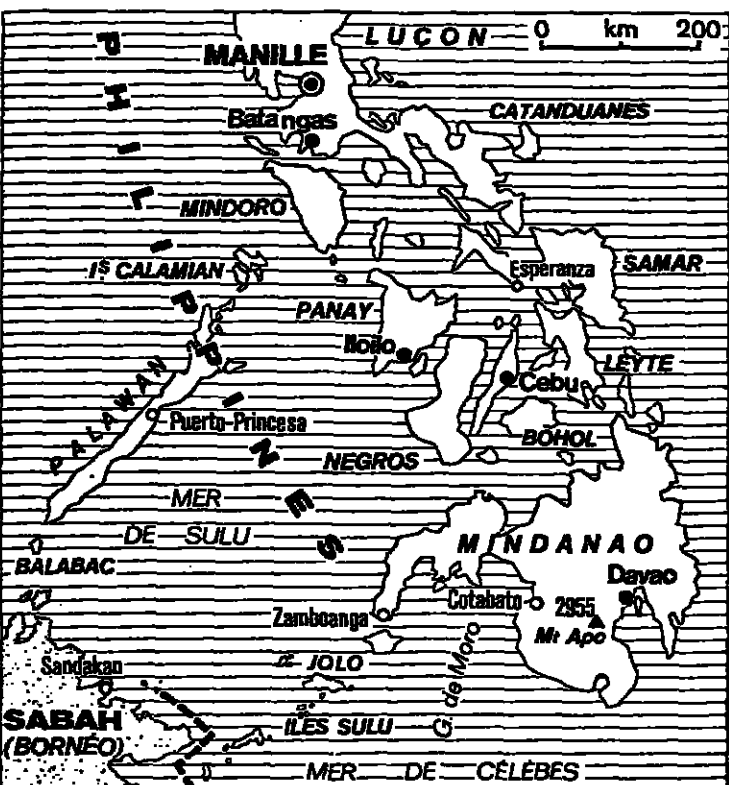 LUÇON
0 km 200
MANILLE
CATANDUANES
Batangas
MINDORO
PHILIPPINES
Is CALAMIAN
Esperanza
SAMAR
PANAY
Iloilo
LEYTE
Cebu
PALAWAN
Puerto-Princesa
BOHOL
NEGROS
MER
DE SULU
MINDANAO
BALABAC
Davao
Cotabato
2955
Zamboanga
Mt Apo
G. de Moro
Sandakan
JOLO
SABAH
(BORNÉO)
ILES SULU
MER DE CÉLÈBES